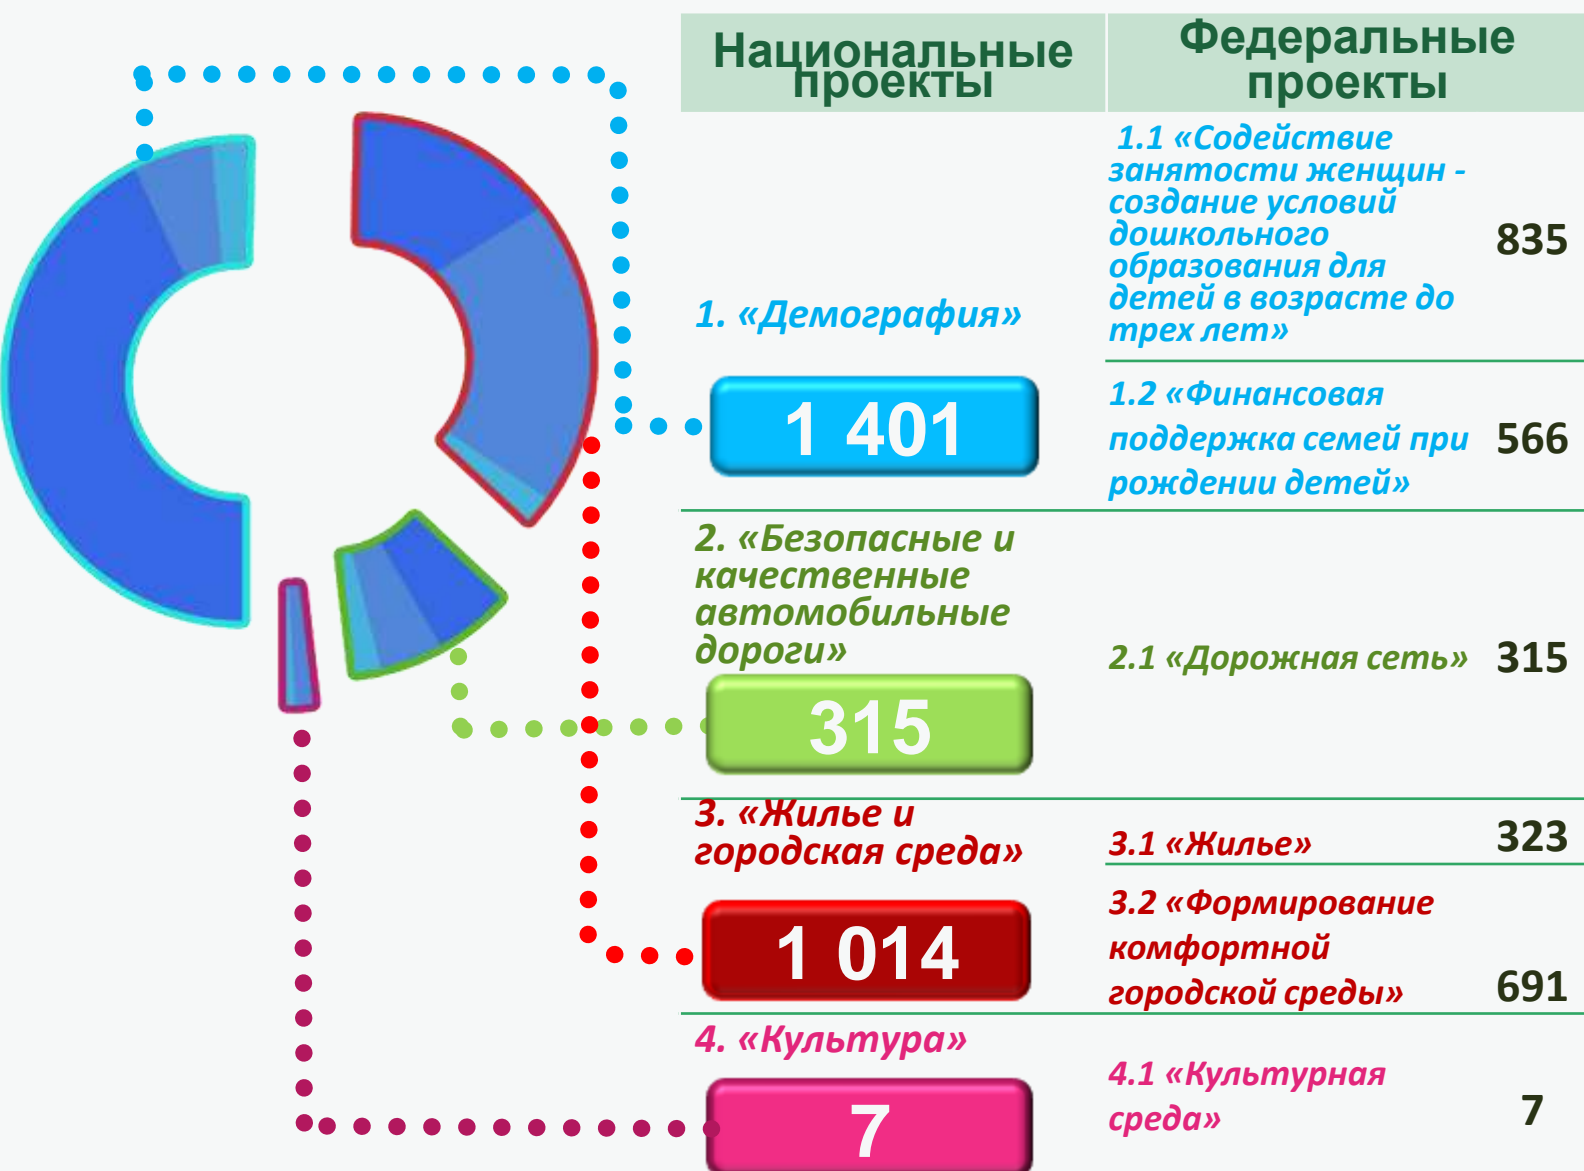 Национальные
проекты
Федеральные
проекты
1. «Демография»
1 401
1.1 «Содействие
занятости женщин -
создание условий
дошкольного
образования для
детей в возрасте до
трех лет»
835
1.2 «Финансовая
поддержка семей при
рождении детей»
566
2. «Безопасные и
качественные
автомобильные
дороги»
315
2.1 «Дорожная сеть»
315
3. «Жилье и
городская среда»
1 014
3.1 «Жилье»
323
3.2 «Формирование
комфортной
городской среды»
691
4. «Культура»
7
4.1 «Культурная
среда»
7